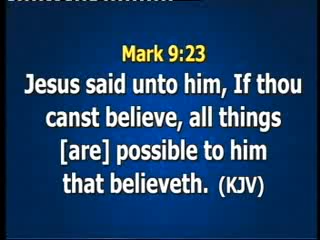 Mark 9:23
Jesus said unto him, If thou
canst believe, all things
[are] possible to him
that believeth. (KJV)